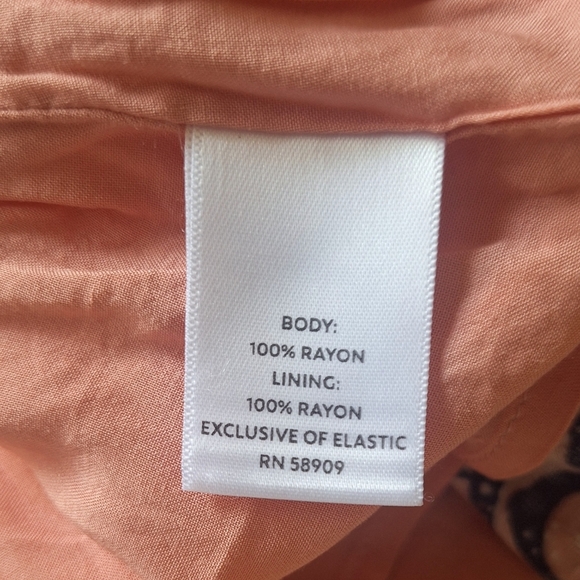 BODY:
100% RAYON
LINING:
100% RAYON
EXCLUSIVE OF ELASTIC
RN 58909